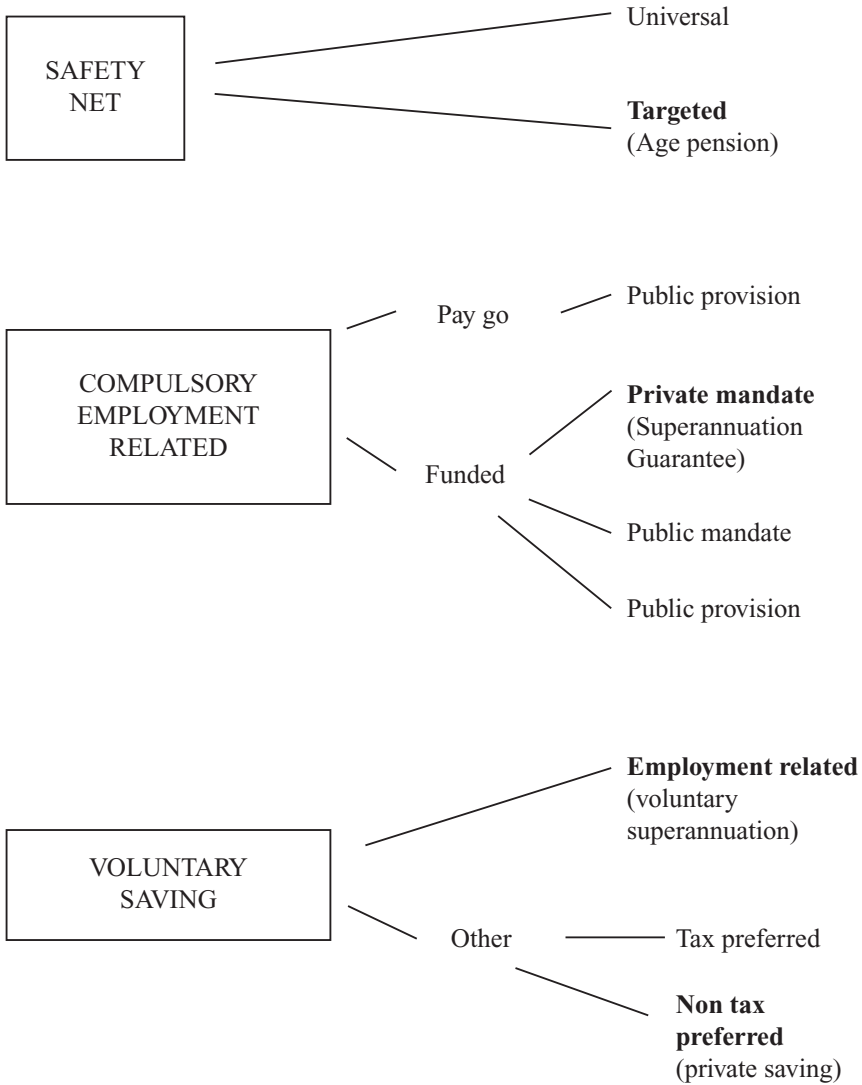 Universal
SAFETY
NET
Targeted
(Age pension)
Public provision
Pay go
COMPULSORY
EMPLOYMENT
RELATED
Private mandate
(Superannuation
Guarantee)
Funded
Public mandate
Public provision
Employment related
(voluntary
superannuation)
VOLUNTARY
SAVING
Other
Tax preferred
Non tax
preferred
(private saving)